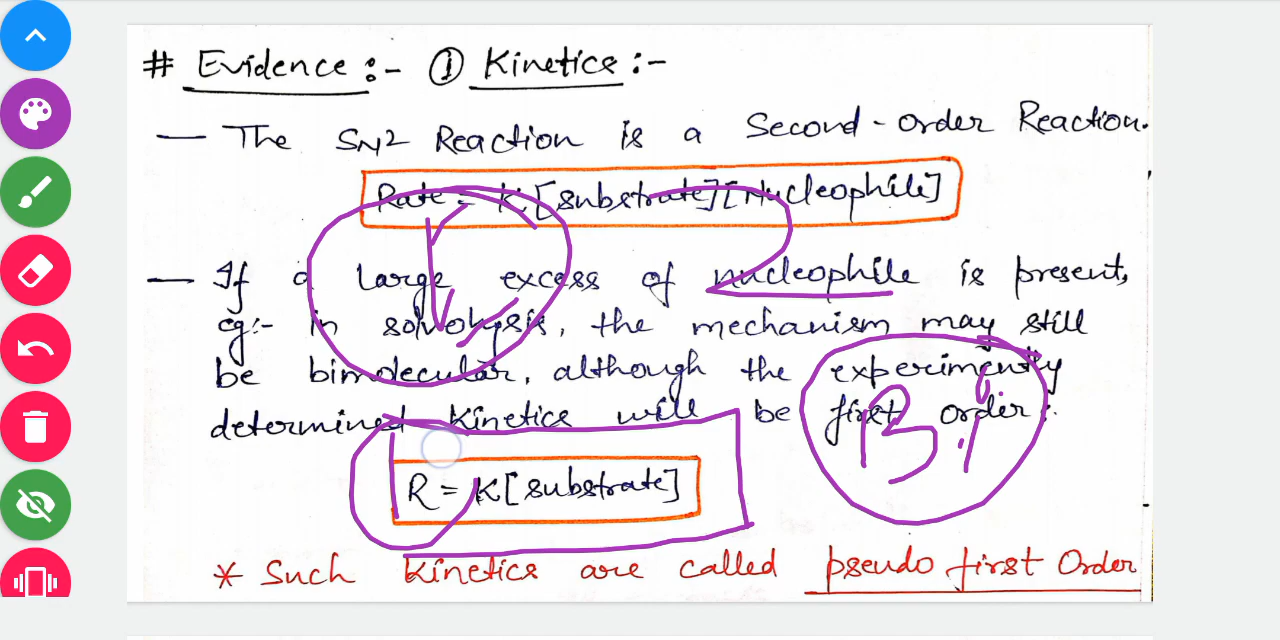 # Evidence :- ① Kinetics :-
— The SN2 Reaction is a Second-order Reaction.
Rate = K [substrate][Nucleophile]
— If a large excess of nucleophile is present,
eg:- in solvolysis, the mechanism may still
be bimolecular, although the experimently
determined Kinetics will be first order :
R = K[substrate]
* Such Kinetics are called pseudo first Order